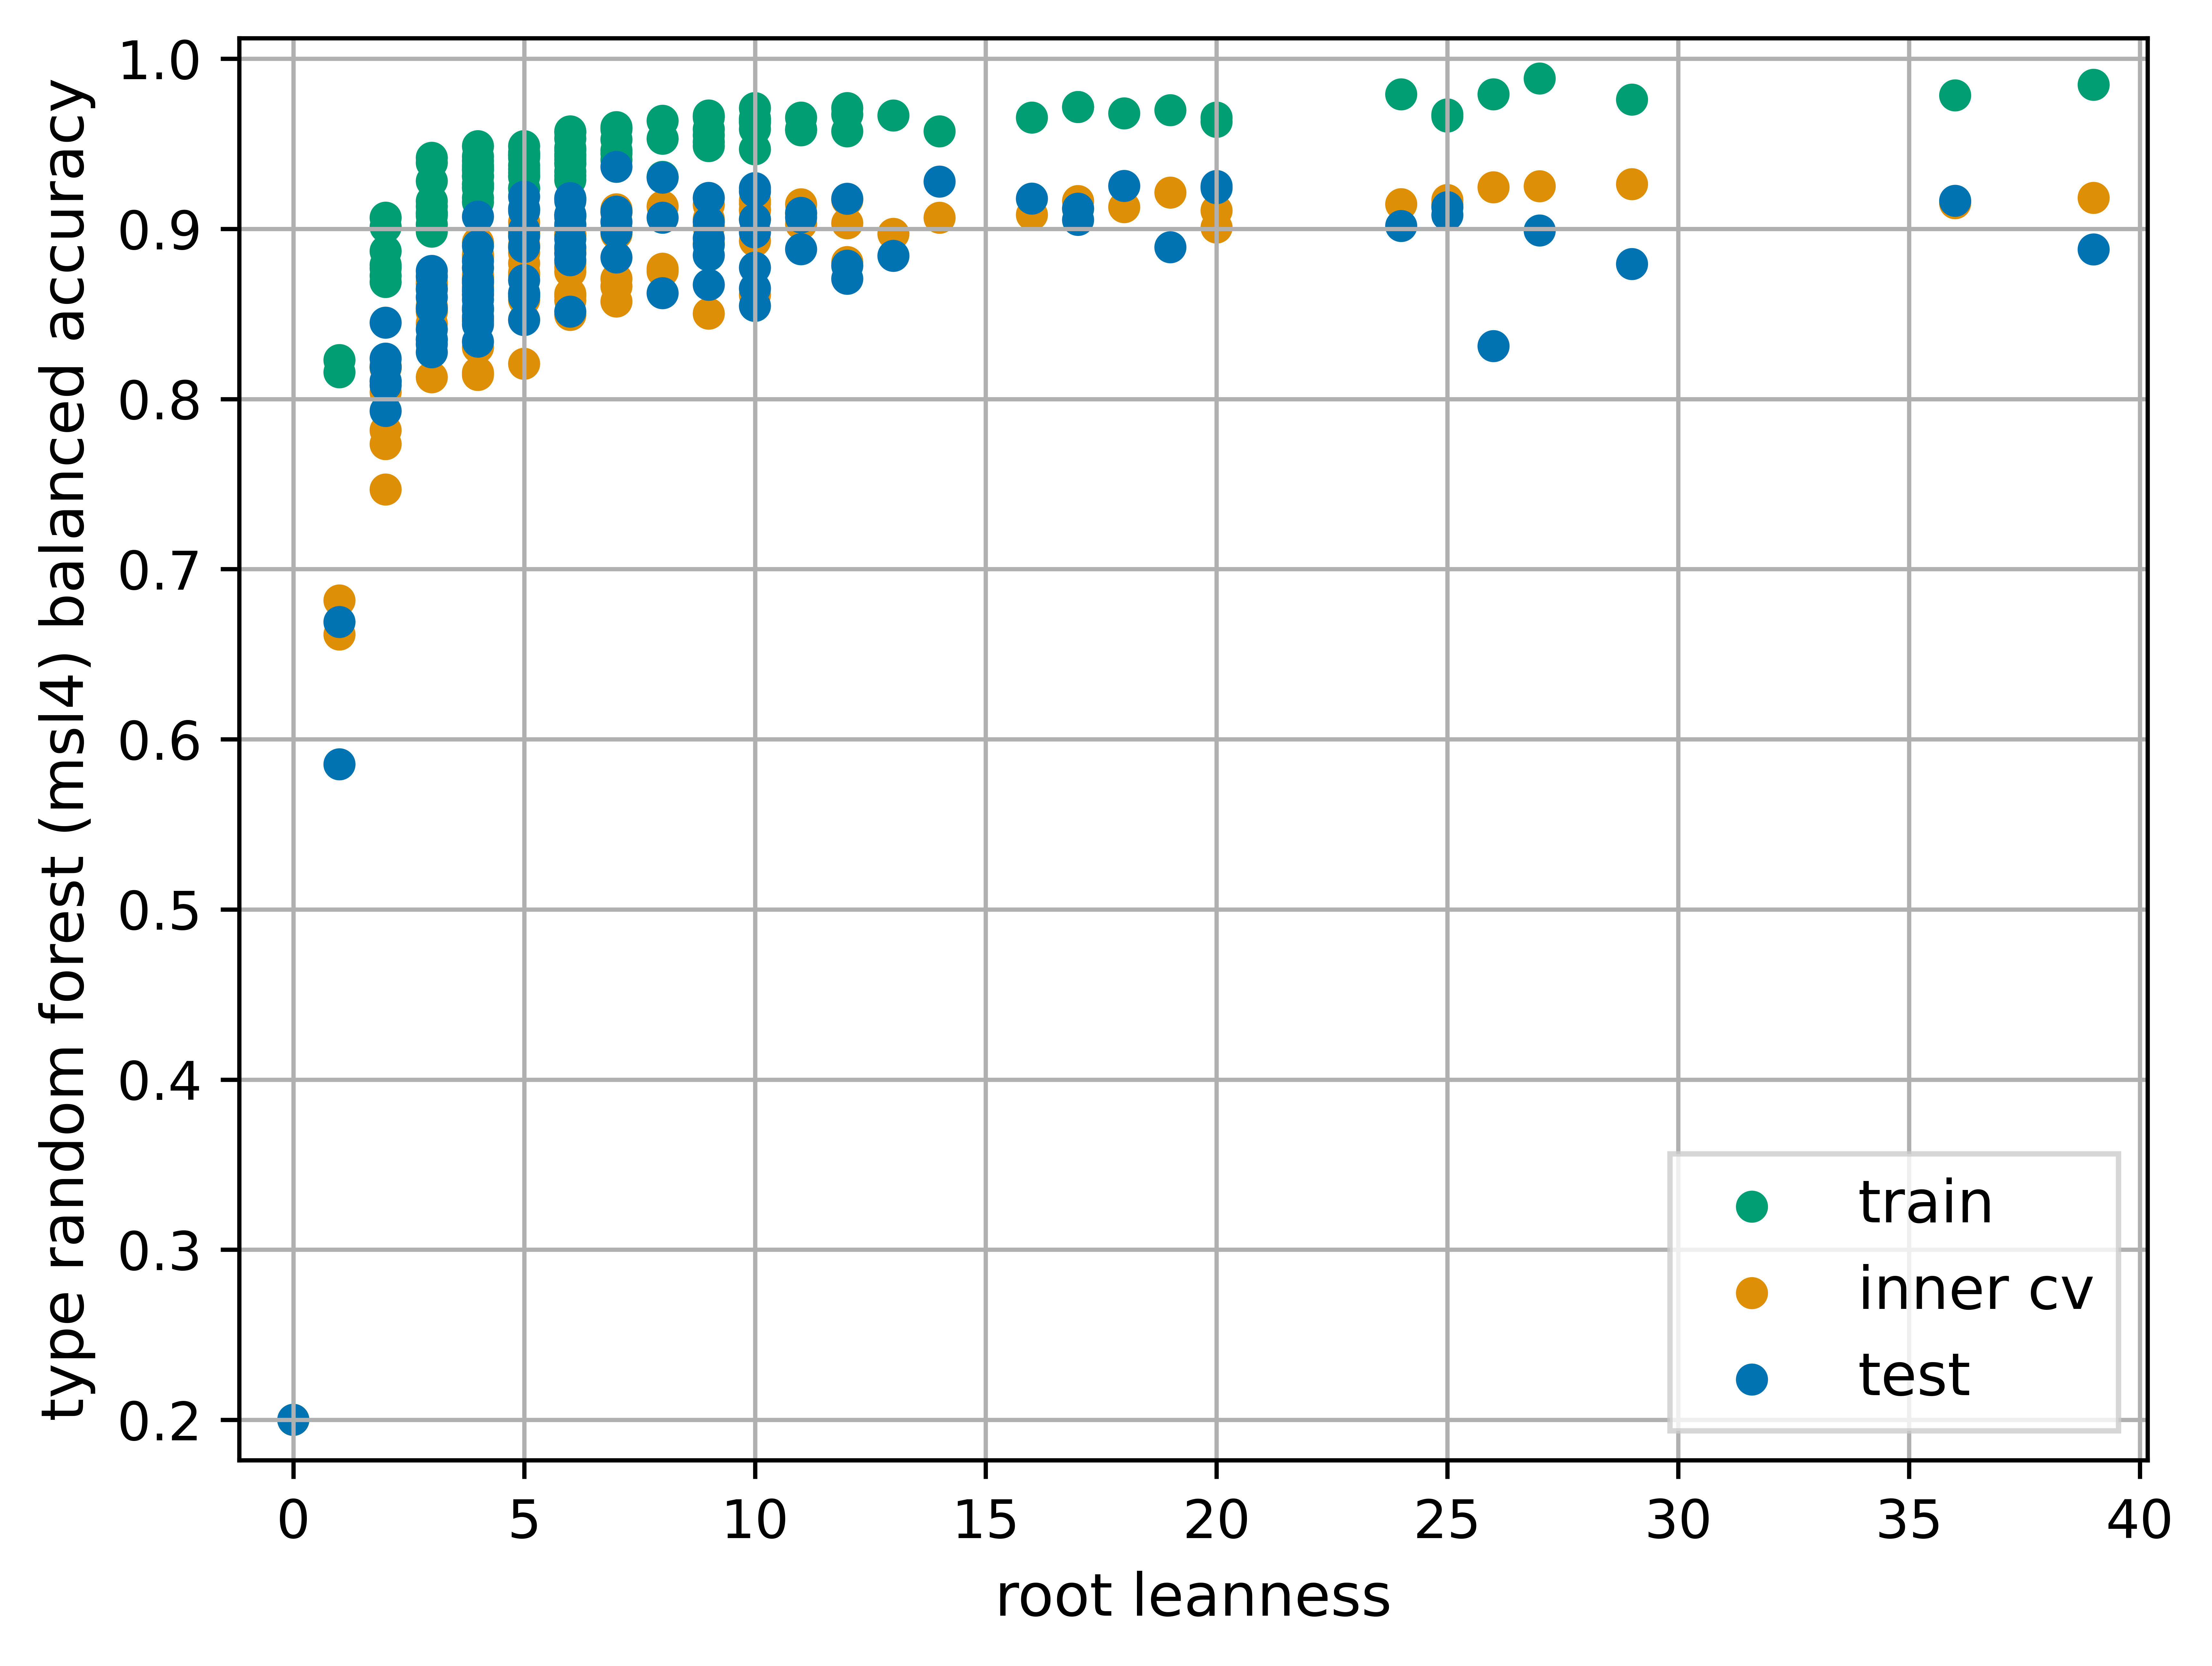 type random forest (msl4) balanced accuracy
1.0
0.9
0.8
0.7
0.6
0.5
0.4
0.3
0.2
train
inner cv
test
0 5 10 15 20 25 30 35 40
root leanness